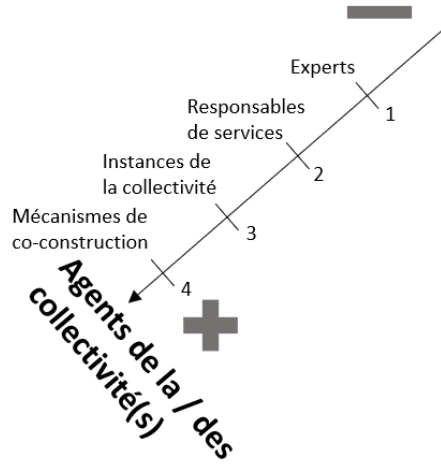 Experts
1
Responsables
de services
2
Instances de
la collectivité
3
Mécanismes de
co-construction
4
Agents de la / des
collectivité(s)